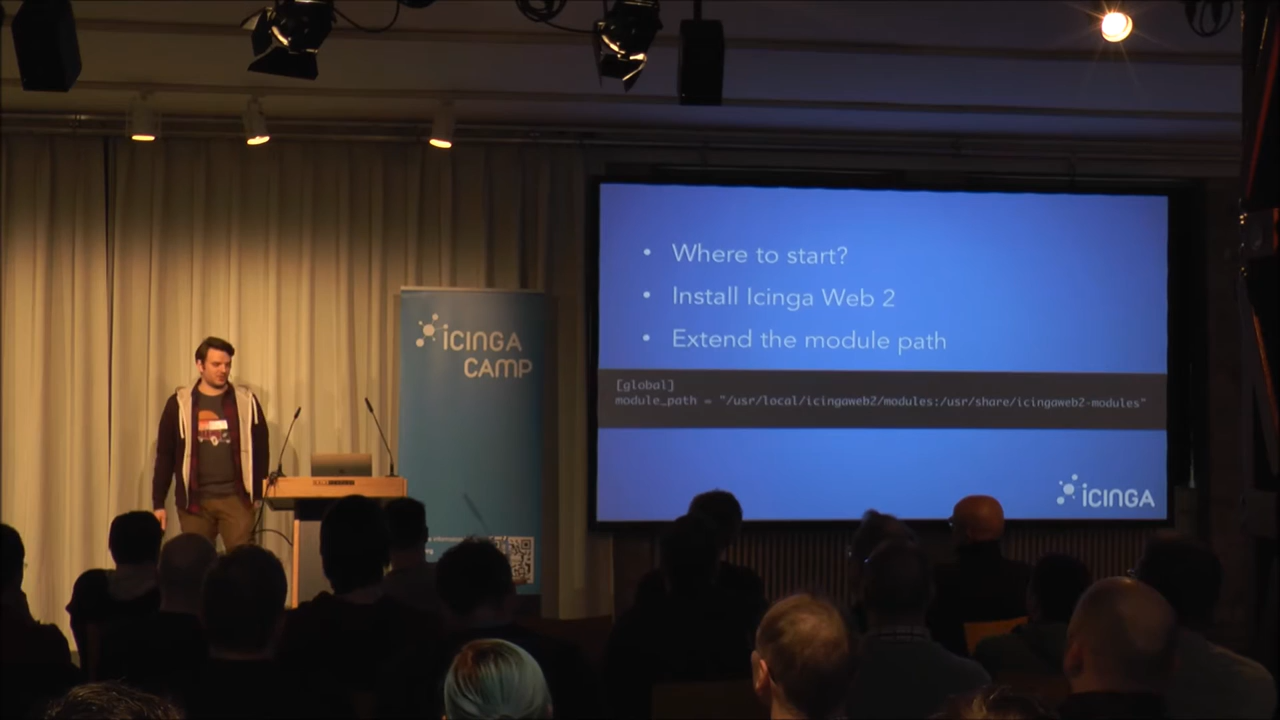 iCINGA
CAMP
• Where to start?
• Install Icinga Web 2
• Extend the module path
[global]
module_path = "/usr/local/icingaweb2/modules:/usr/share/icingaweb2-modules"
iCINGA